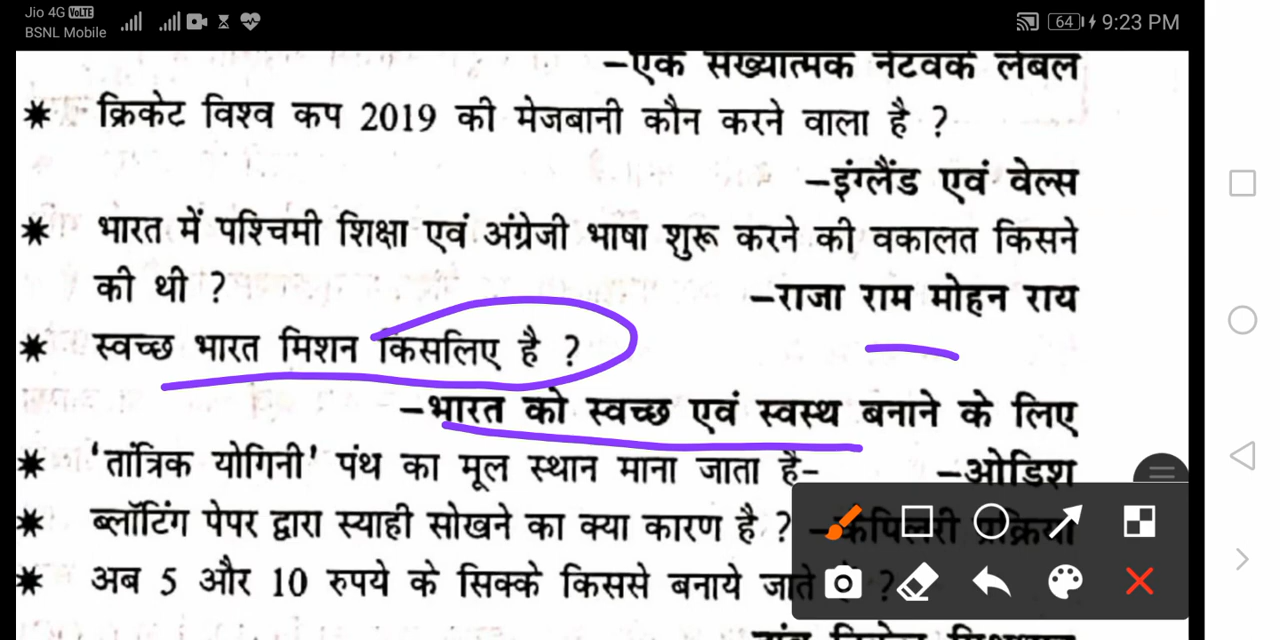 Jio 4G VoLTE
BSNL Mobile
64
9:23 PM
–एक संख्यात्मक नेटवर्क लेबल
✷ क्रिकेट विश्व कप 2019 की मेजबानी कौन करने वाला है ?
–इंग्लैंड एवं वेल्स
✷ भारत में पश्चिमी शिक्षा एवं अंग्रेजी भाषा शुरू करने की वकालत किसने
की थी ? –राजा राम मोहन राय
✷ स्वच्छ भारत मिशन किसलिए है ?
–भारत को स्वच्छ एवं स्वस्थ बनाने के लिए
✷ 'तांत्रिक योगिनी' पंथ का मूल स्थान माना जाता है– –ओडिश
✷ ब्लॉटिंग पेपर द्वारा स्याही सोखने का क्या कारण है ? –केपिलरी प्रक्रिया
✷ अब 5 और 10 रुपये के सिक्के किससे बनाये जाते ?